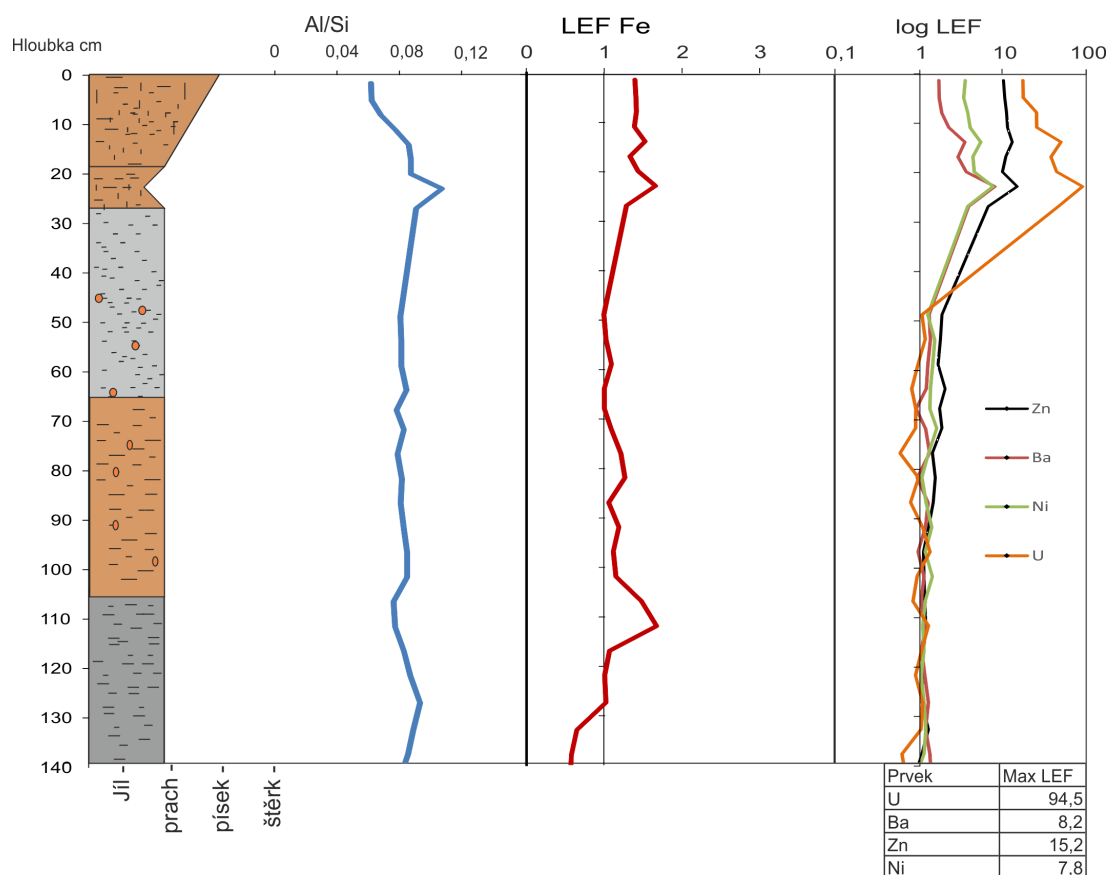 Al/Si
LEF Fe
log LEF
Hloubka cm
0 0,04 0,08 0,12
0 1 2 3
0,1 1 10 100
0
10
20
30
40
50
60
70
80
90
100
110
120
130
140
Zn
Ba
Ni
U
Jíl
prach
písek
štěrk
Prvek Max LEF
U 94,5
Ba 8,2
Zn 15,2
Ni 7,8